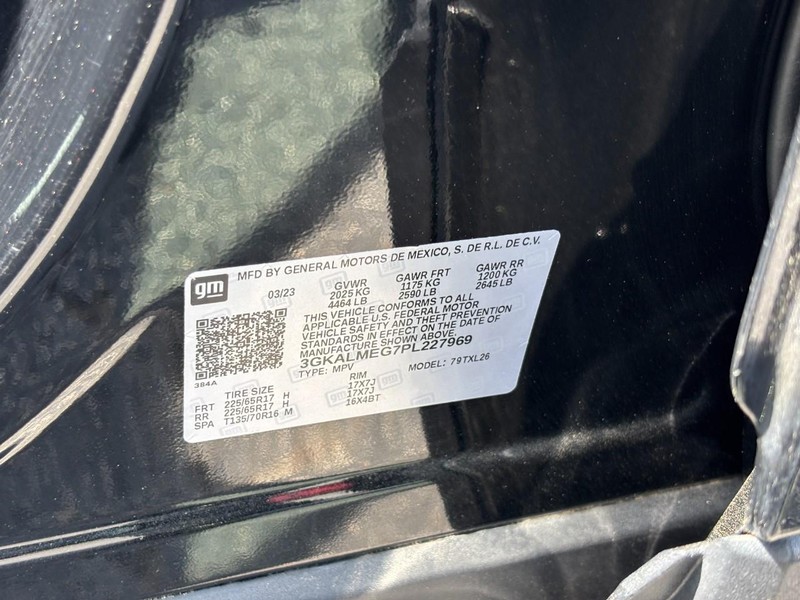 gm MFD BY GENERAL MOTORS DE MEXICO, S. DE R.L. DE C.V.
03/23 GVWR GAWR FRT GAWR RR
2025 KG 1175 KG 1200 KG
4464 LB 2590 LB 2645 LB
THIS VEHICLE CONFORMS TO ALL
APPLICABLE U.S. FEDERAL MOTOR
VEHICLE SAFETY AND THEFT PREVENTION
STANDARDS IN EFFECT ON THE DATE OF
MANUFACTURE SHOWN ABOVE.
3GKALMEG7PL227969
384A TYPE: MPV MODEL: 79TXL26
TIRE SIZE RIM
FRT 225/65R17 H 17X7J
RR 225/65R17 H 17X7J
SPA T135/70R16 M 16X4BT